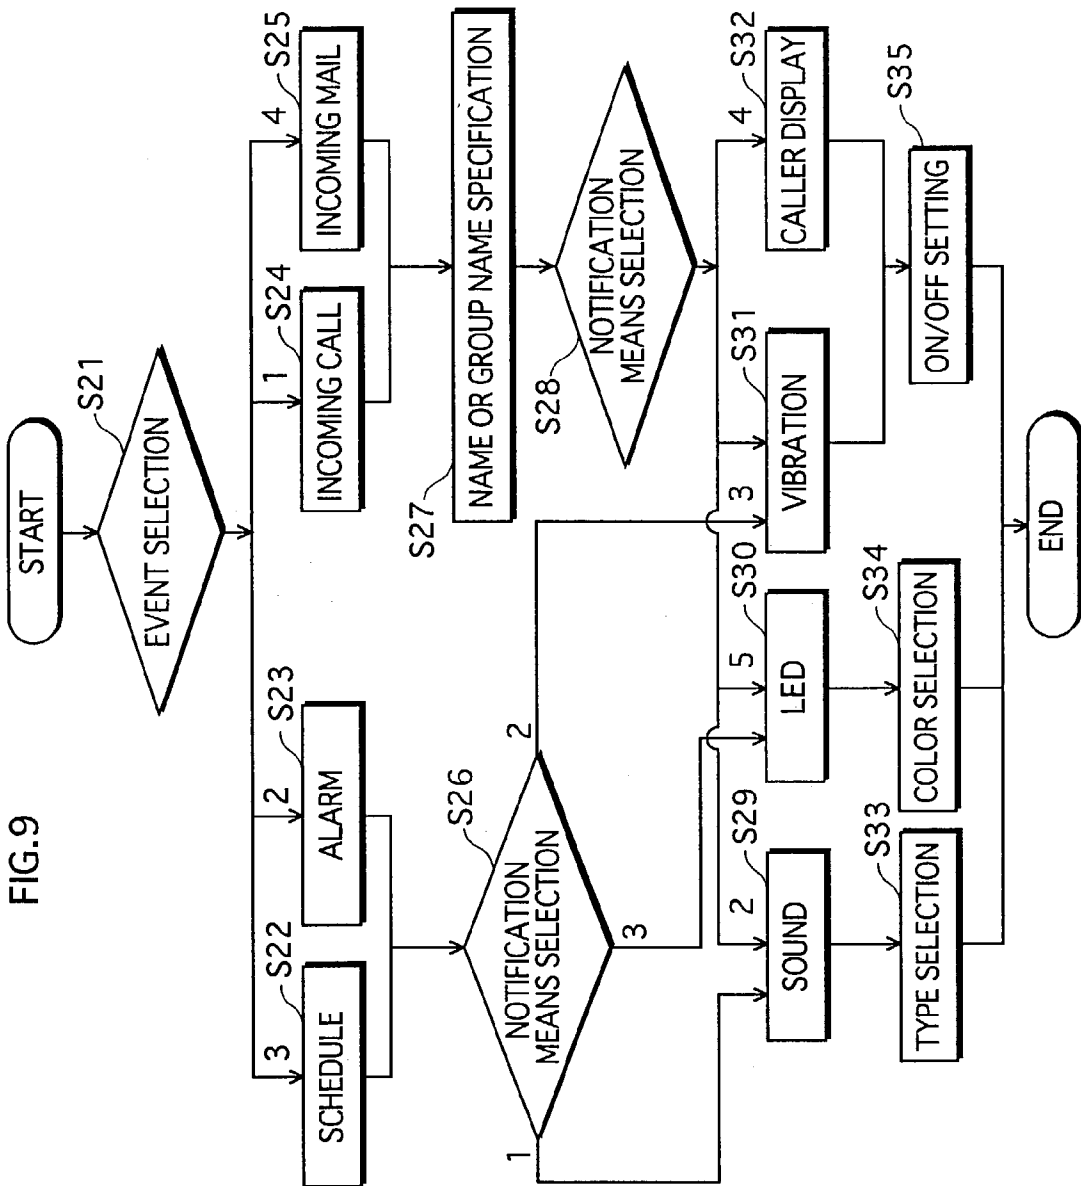 FIG.9
START
S21
EVENT SELECTION
3
S22
SCHEDULE
2
S23
ALARM
1
S24
INCOMING CALL
4
S25
INCOMING MAIL
S26
NOTIFICATION
MEANS SELECTION
1
3
2
S27
NAME OR GROUP NAME SPECIFICATION
S28
NOTIFICATION
MEANS SELECTION
2
S29
SOUND
5
S30
LED
3
S31
VIBRATION
4
S32
CALLER DISPLAY
S33
TYPE SELECTION
S34
COLOR SELECTION
S35
ON/OFF SETTING
END